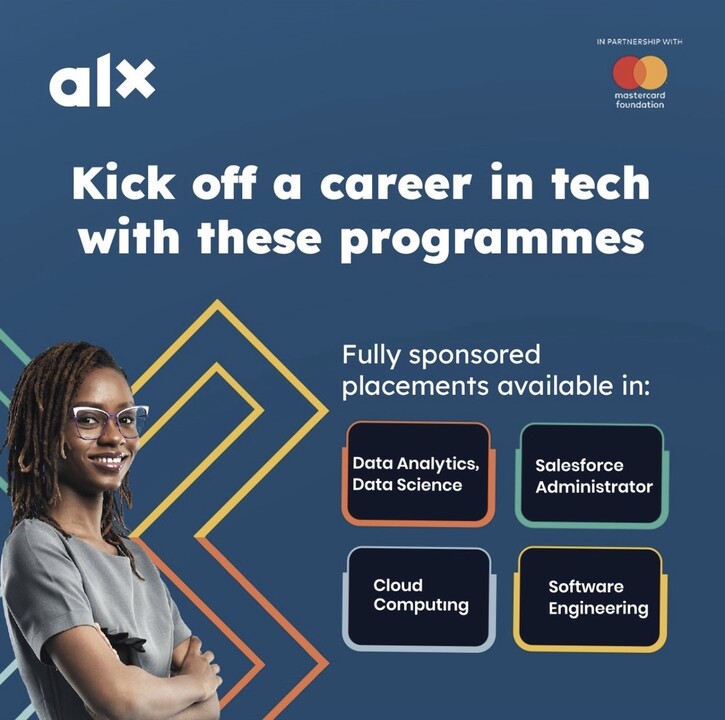 alx
IN PARTNERSHIP WITH
mastercard
foundation
Kick off a career in tech
with these programmes
Fully sponsored
placements available in:
Data Analytics,
Data Science
Salesforce
Administrator
Cloud
Computing
Software
Engineering